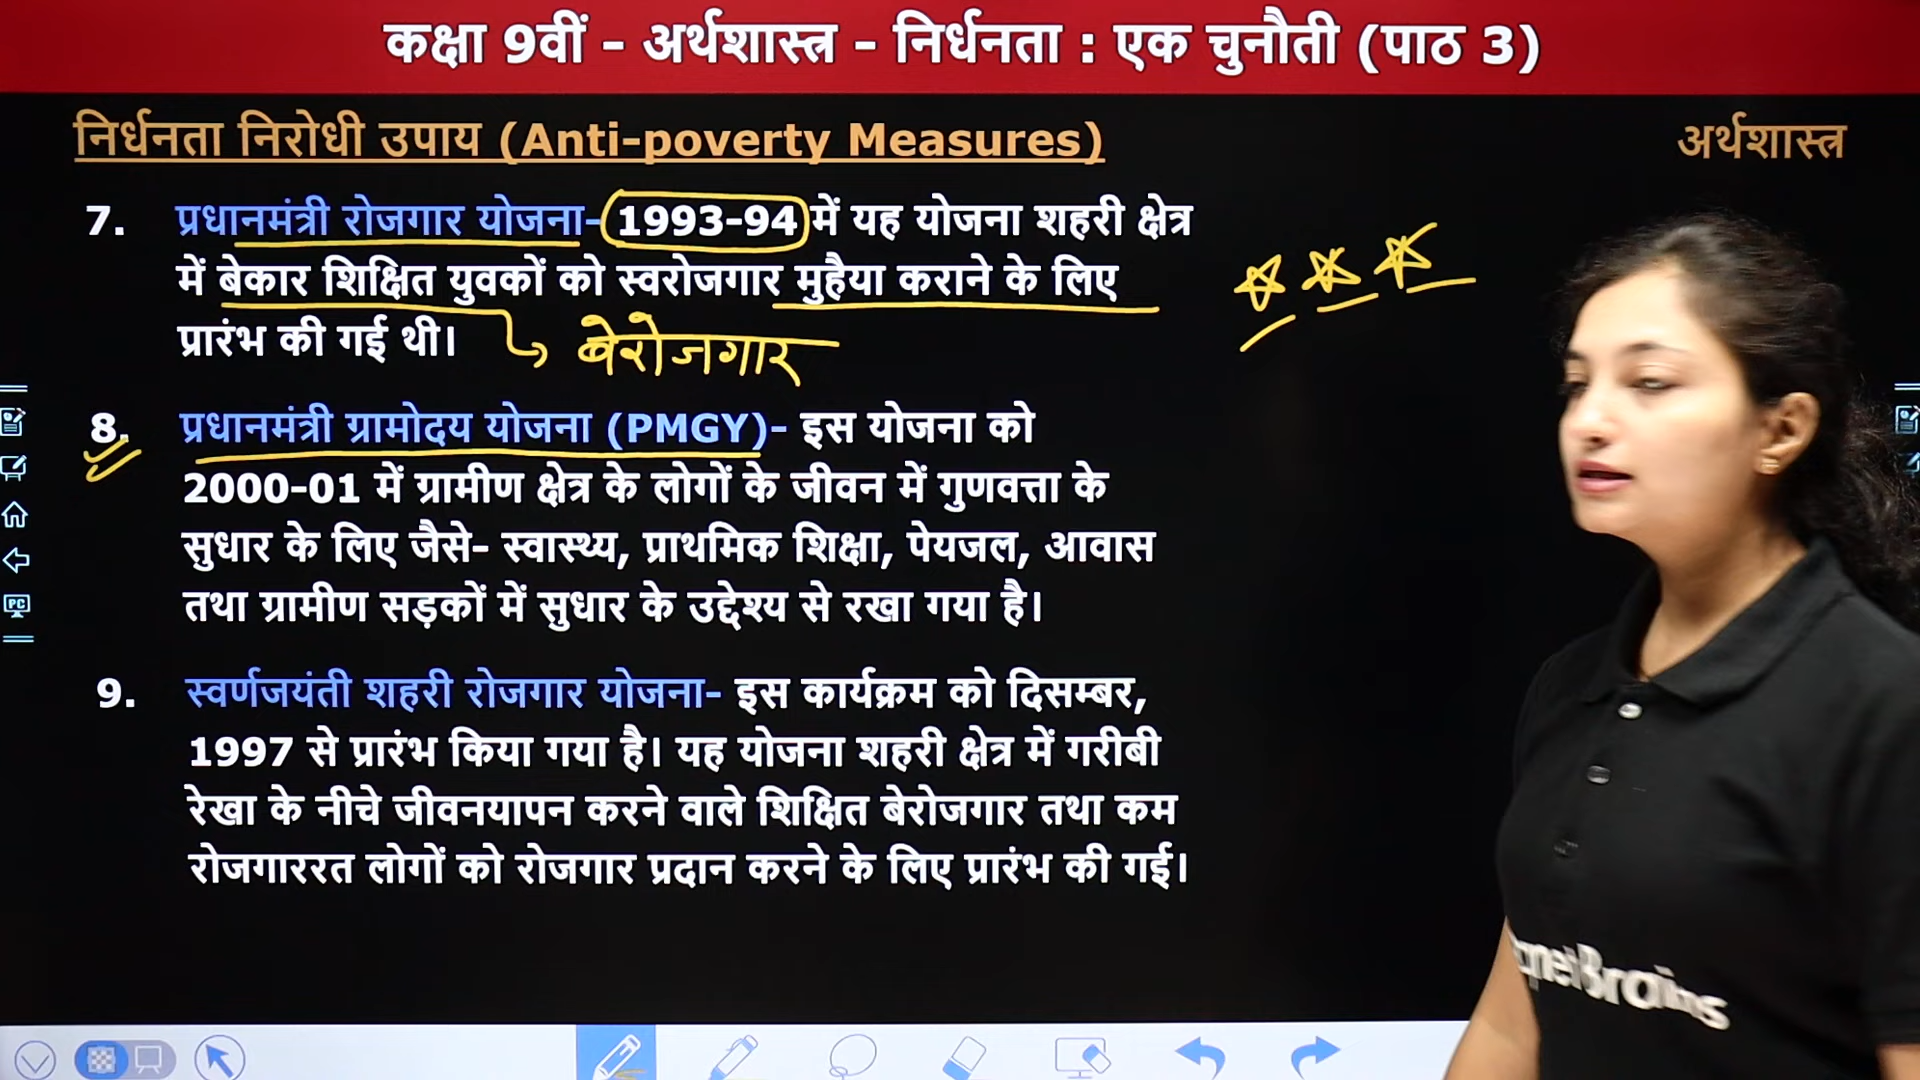 कक्षा 9वीं - अर्थशास्त्र - निर्धनता : एक चुनौती (पाठ 3)
निर्धनता निरोधी उपाय (Anti-poverty Measures)
अर्थशास्त्र
7. प्रधानमंत्री रोजगार योजना- 1993-94 में यह योजना शहरी क्षेत्र
में बेकार शिक्षित युवकों को स्वरोजगार मुहैया कराने के लिए
प्रारंभ की गई थी।
बेरोजगार
8. प्रधानमंत्री ग्रामोदय योजना (PMGY)- इस योजना को
2000-01 में ग्रामीण क्षेत्र के लोगों के जीवन में गुणवत्ता के
सुधार के लिए जैसे- स्वास्थ्य, प्राथमिक शिक्षा, पेयजल, आवास
तथा ग्रामीण सड़कों में सुधार के उद्देश्य से रखा गया है।
9. स्वर्णजयंती शहरी रोजगार योजना- इस कार्यक्रम को दिसम्बर,
1997 से प्रारंभ किया गया है। यह योजना शहरी क्षेत्र में गरीबी
रेखा के नीचे जीवनयापन करने वाले शिक्षित बेरोजगार तथा कम
रोजगाररत लोगों को रोजगार प्रदान करने के लिए प्रारंभ की गई।
PC